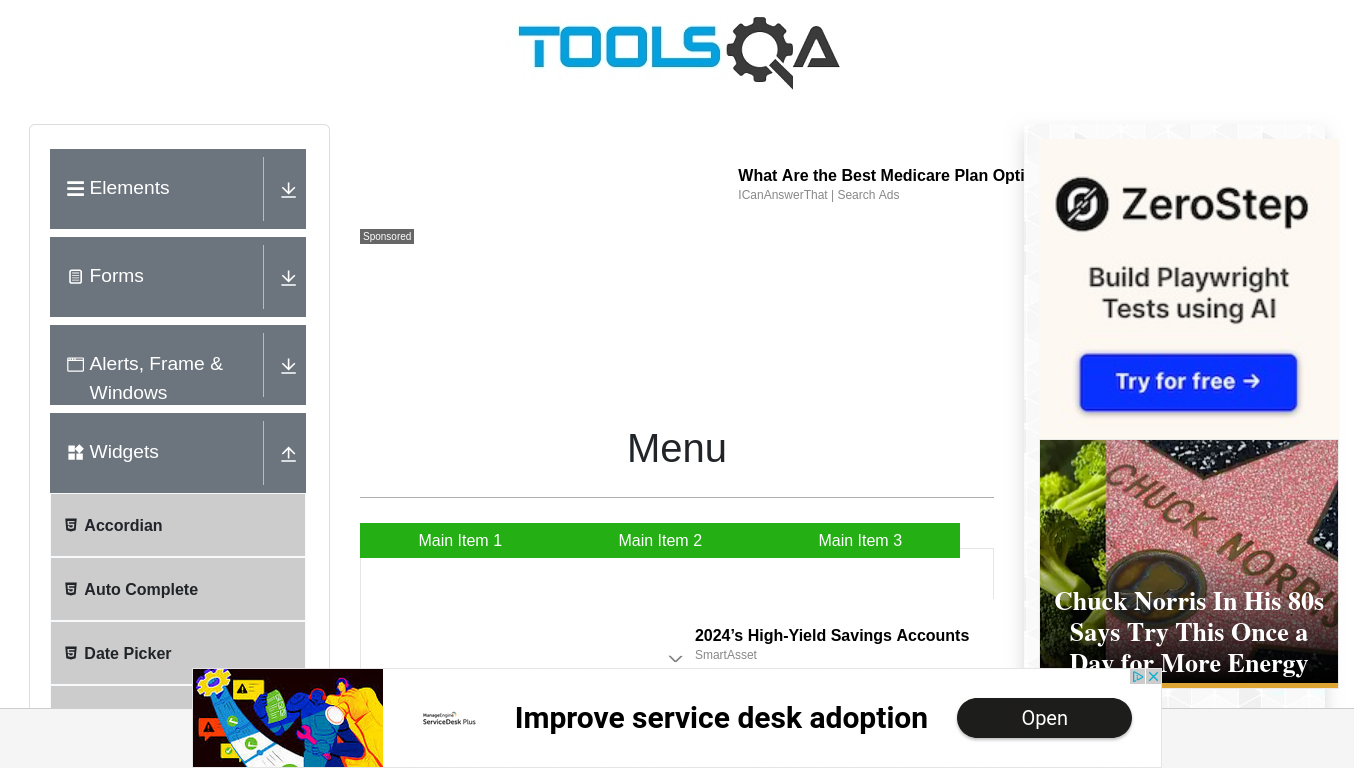 TOOLSQA
Elements
Forms
Alerts, Frame &
Windows
Widgets
Accordian
Auto Complete
Date Picker
What Are the Best Medicare Plan Opti
ICanAnswerThat | Search Ads
Sponsored
Menu
Main Item 1
Main Item 2
Main Item 3
2024’s High-Yield Savings Accounts
SmartAsset
ZeroStep
Build Playwright
Tests using AI
Try for free →
CHUCK NORRIS
Chuck Norris In His 80s
Says Try This Once a
Day for More Energy
ManageEngine
ServiceDesk Plus
Improve service desk adoption
Open